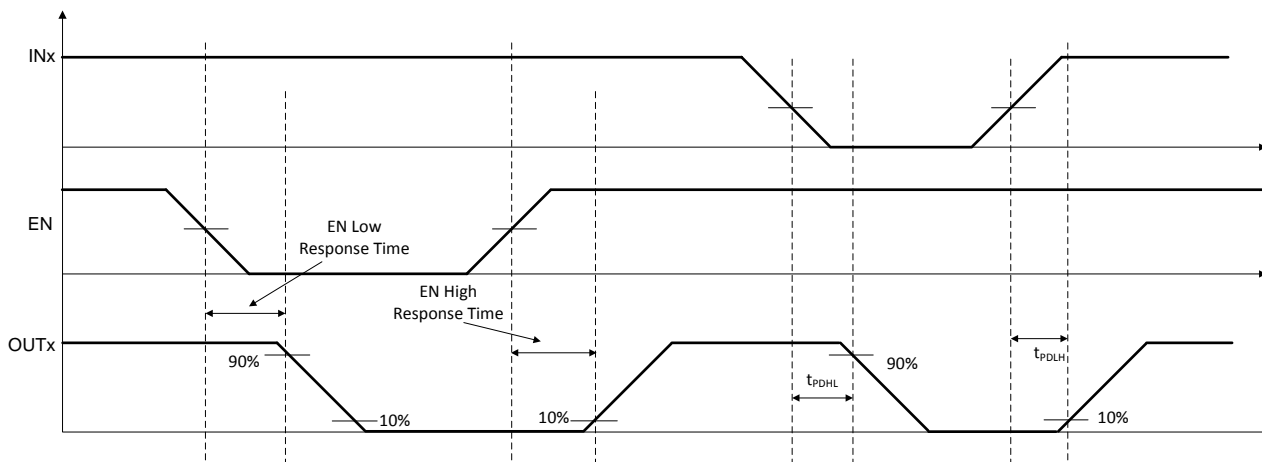 INx
EN
EN Low
Response Time
EN High
Response Time
OUTx
90%
10%
10%
tPDHL
90%
tPDLH
10%